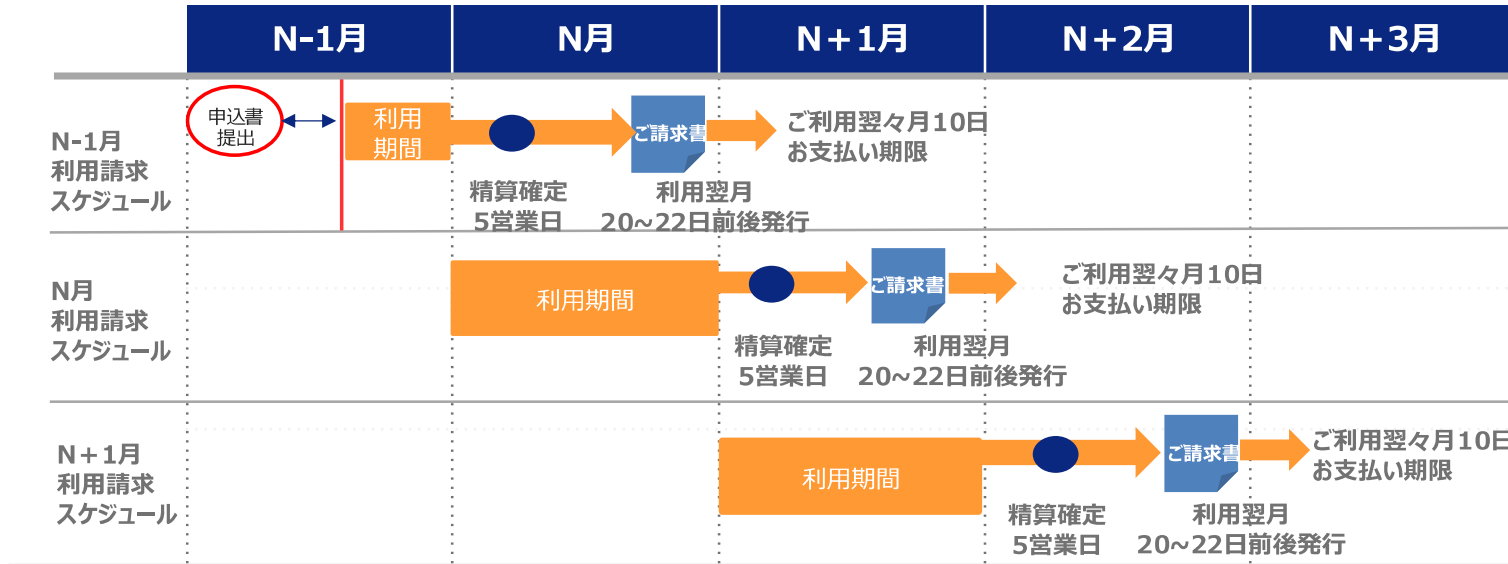 N-1月
N月
N+1月
N+2月
N+3月
N-1月
利用請求
スケジュール
申込書
提出
利用
期間
ご請求書
ご利用翌々月10日
お支払い期限
精算確定
5営業日
利用翌月
20~22日前後発行
N月
利用請求
スケジュール
利用期間
ご請求書
ご利用翌々月10日
お支払い期限
精算確定
5営業日
利用翌月
20~22日前後発行
N+1月
利用請求
スケジュール
利用期間
ご請求書
ご利用翌々月10日
お支払い期限
精算確定
5営業日
利用翌月
20~22日前後発行